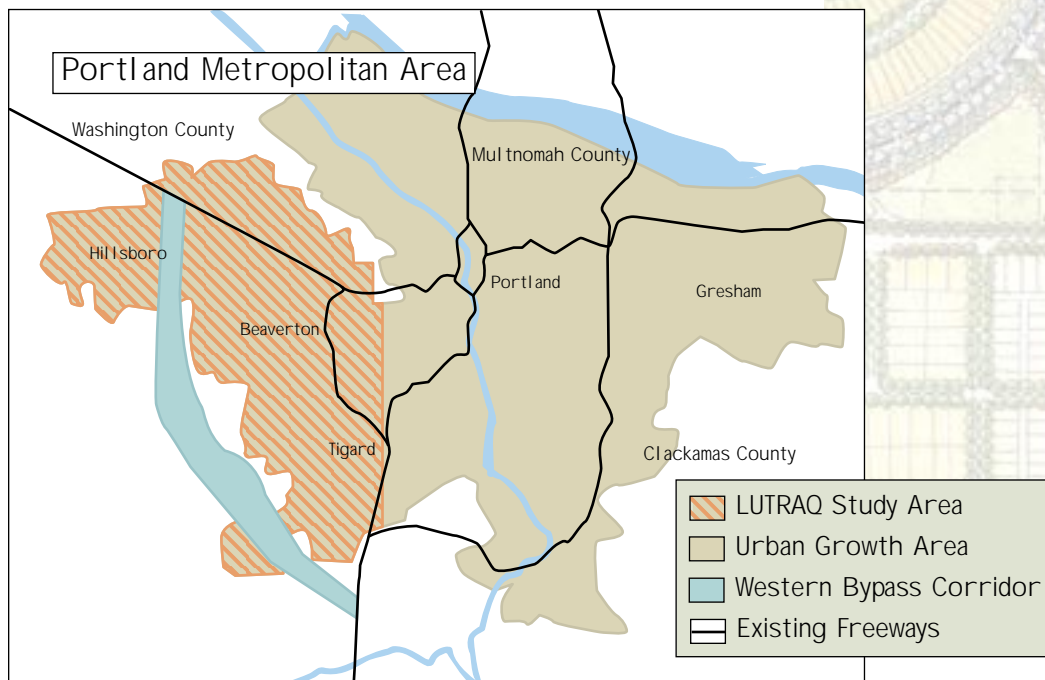 Portland Metropolitan Area
Washington County
Multnomah County
Hillsboro
Portland
Gresham
Beaverton
Tigard
Clackamas County
LUTRAQ Study Area
Urban Growth Area
Western Bypass Corridor
Existing Freeways